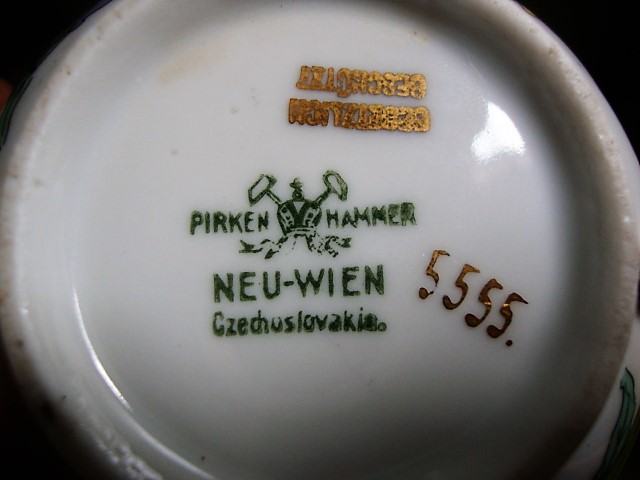 PIRKEN HAMMER
NEU-WIEN
Czechoslovakia.
5555.